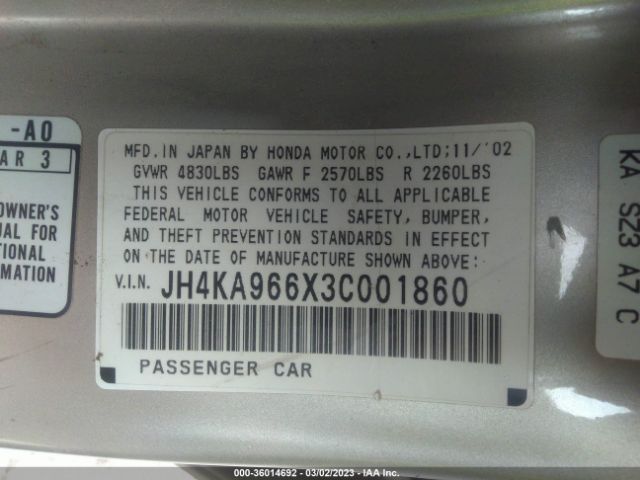 -A0
AR 3
OWNER'S
UAL FOR
TIONAL
RMATION
MFD.IN JAPAN BY HONDA MOTOR CO.,LTD;11/'02
GVWR 4830LBS GAWR F 2570LBS R 2260LBS
THIS VEHICLE CONFORMS TO ALL APPLICABLE
FEDERAL MOTOR VEHICLE SAFETY, BUMPER,
AND THEFT PREVENTION STANDARDS IN EFFECT
ON THE DATE OF MANUFACTURE SHOWN ABOVE:
V.I.N. JH4KA966X3C001860
PASSENGER CAR
KA SZ3 A7 C
000-36014692 - 03/02/2023 - IAA Inc.